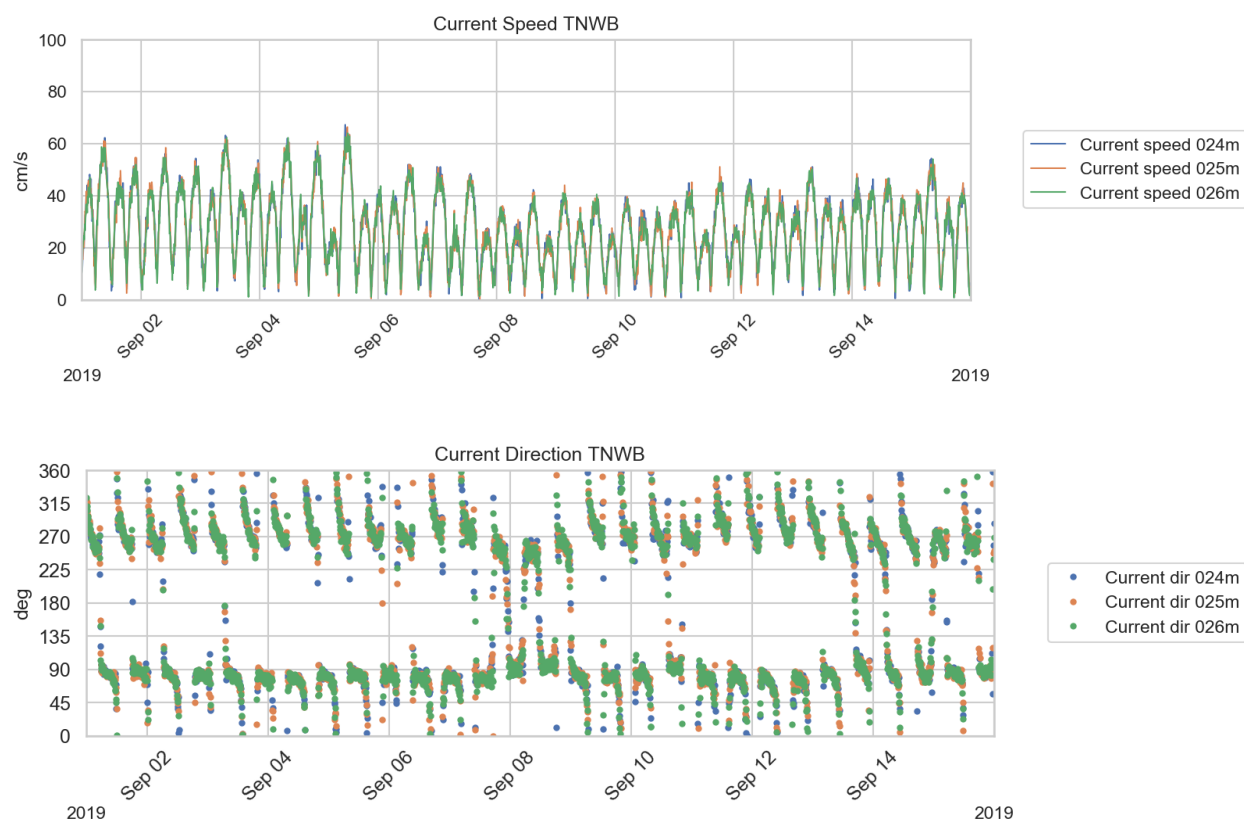 Current Speed TNWB
100
80
60
40
20
0
cm/s
Sep 02
Sep 04
Sep 06
Sep 08
Sep 10
Sep 12
Sep 14
2019
2019
Current speed 024m
Current speed 025m
Current speed 026m
Current Direction TNWB
360
315
270
225
180
135
90
45
0
deg
Sep 02
Sep 04
Sep 06
Sep 08
Sep 10
Sep 12
Sep 14
2019
2019
Current dir 024m
Current dir 025m
Current dir 026m